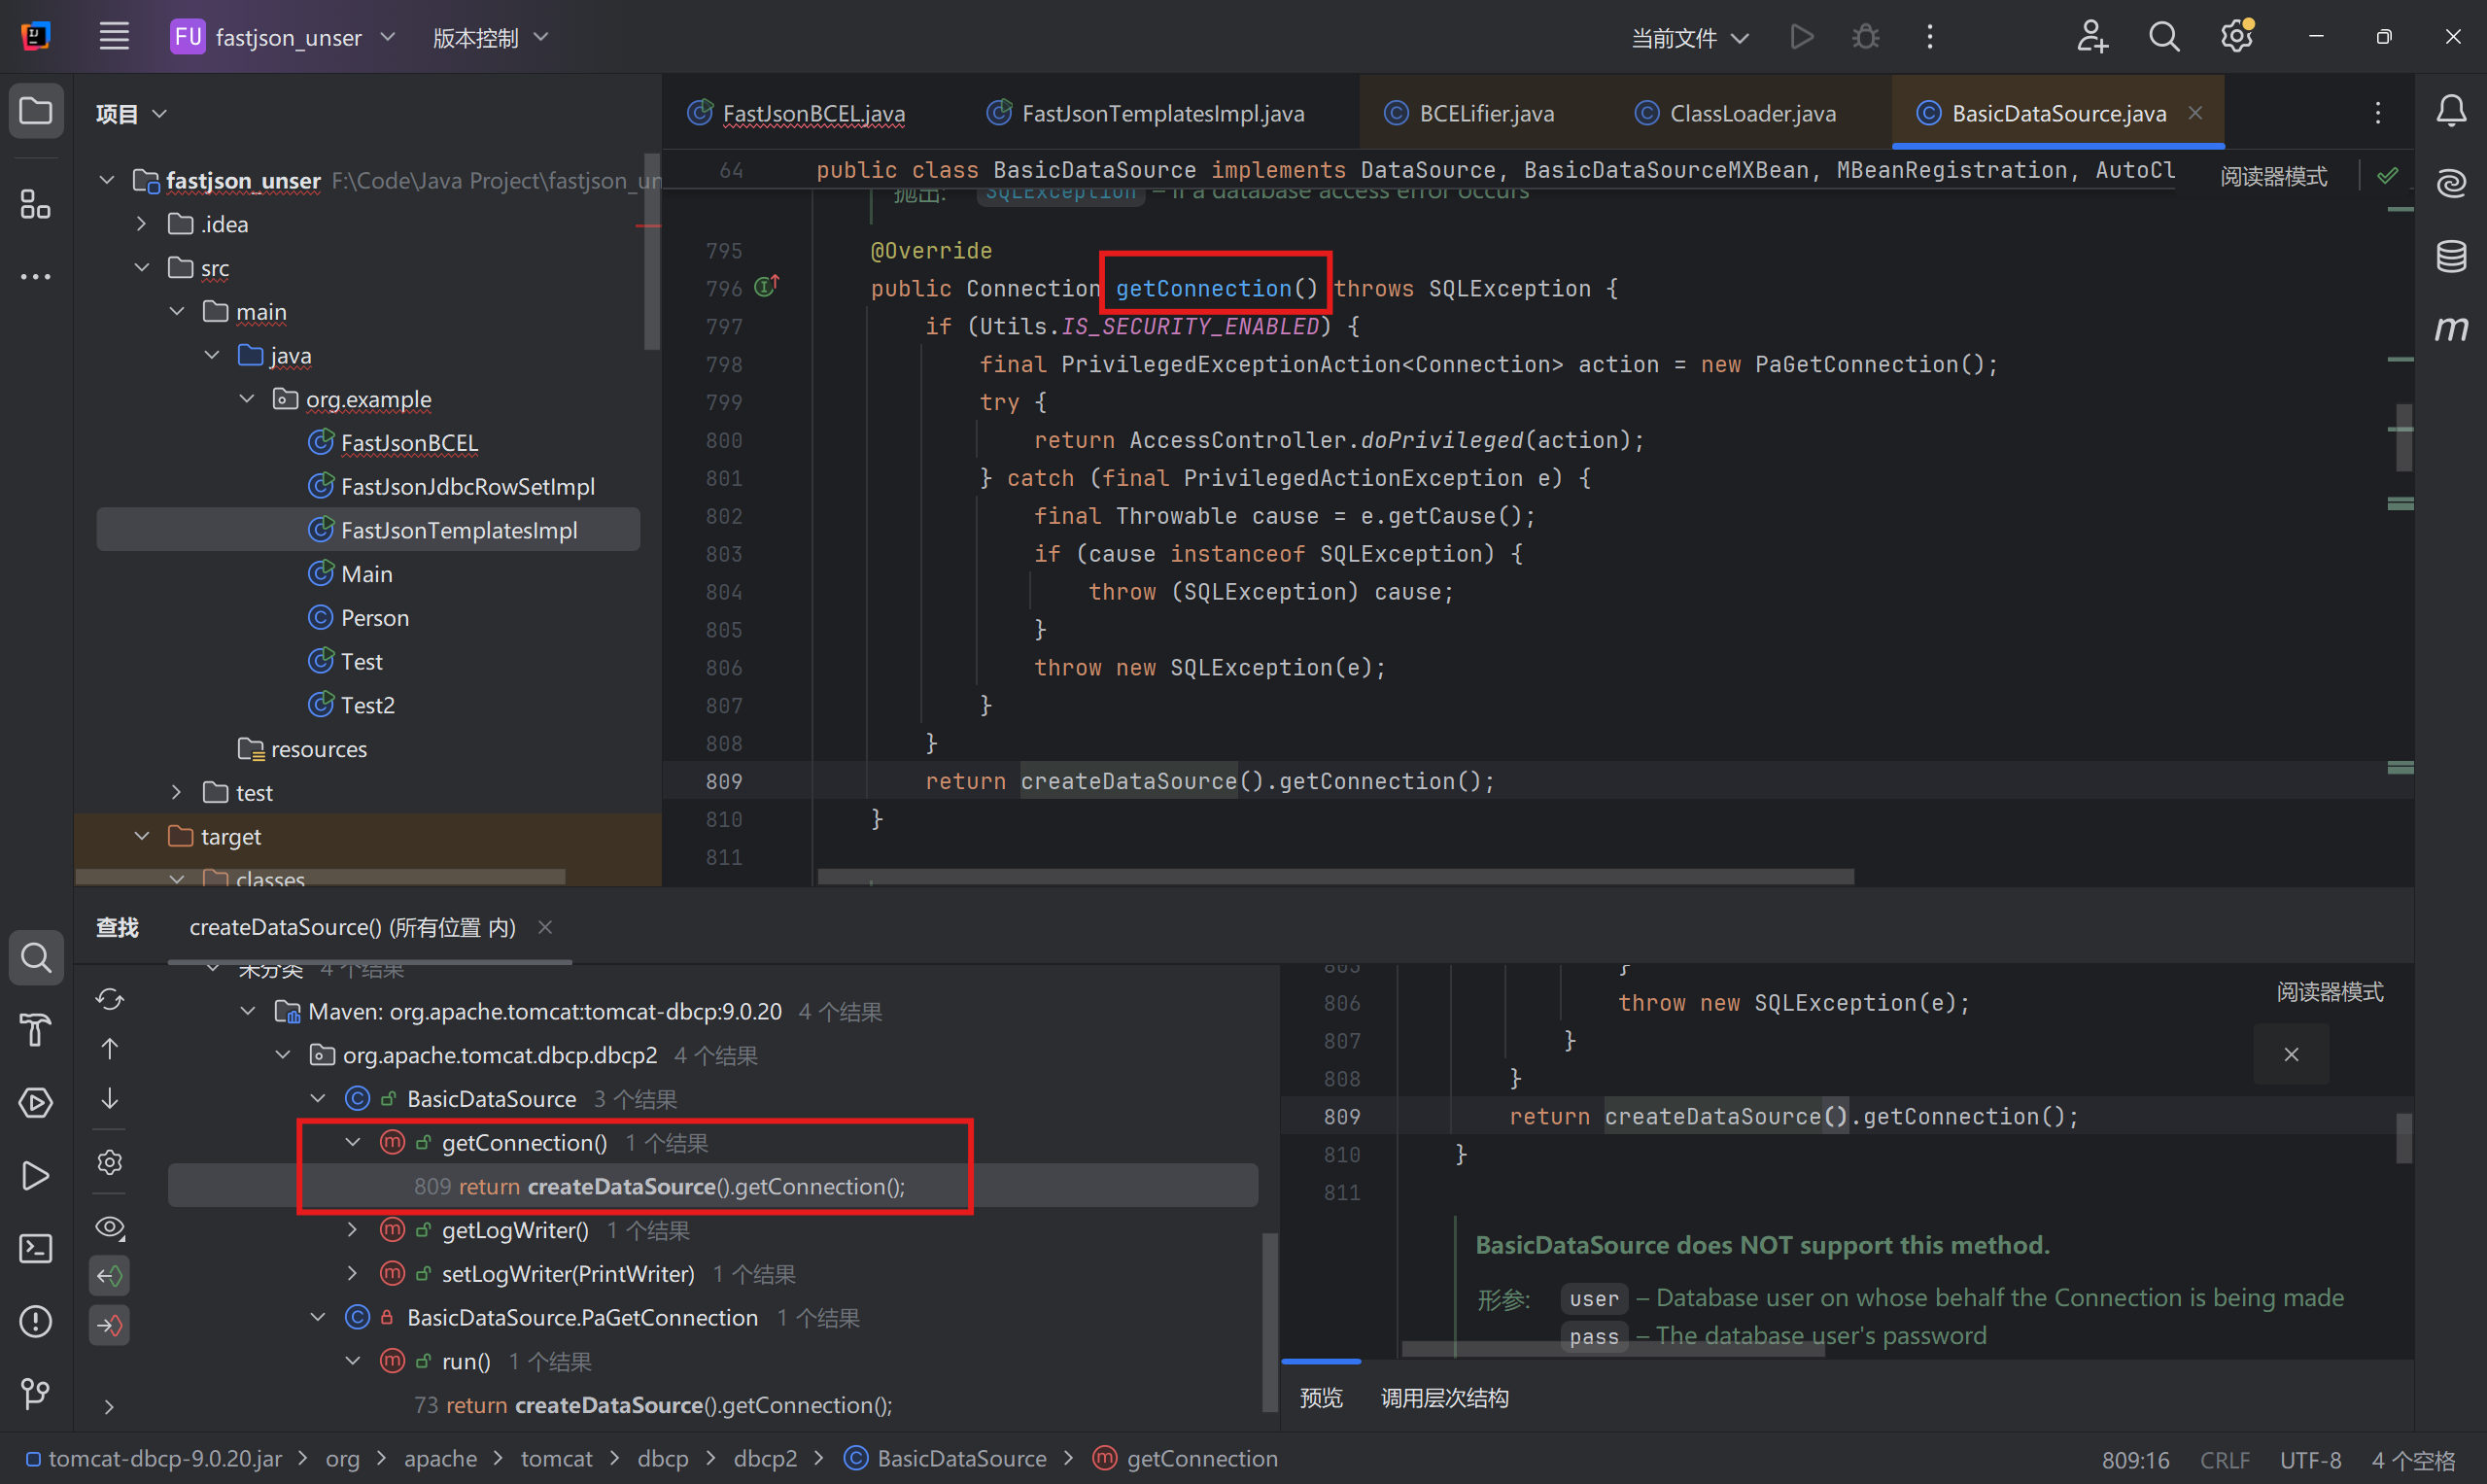 FU fastjson_unser 版本控制 当前文件
项目
fastjson_unser F:\Code\Java Project\fastjson_un
.idea
src
main
java
org.example
FastJsonBCEL
FastJsonJdbcRowSetImpl
FastJsonTemplatesImpl
Main
Person
Test
Test2
resources
test
target
classes
FastJsonBCEL.java FastJsonTemplatesImpl.java BCELifier.java ClassLoader.java BasicDataSource.java
64 public class BasicDataSource implements DataSource, BasicDataSourceMXBean, MBeanRegistration, AutoCl
阅读器模式
抛出: SQLException – if a database access error occurs
795 @Override
796 public Connection getConnection() throws SQLException {
797 if (Utils.IS_SECURITY_ENABLED) {
798 final PrivilegedExceptionAction<Connection> action = new PaGetConnection();
799 try {
800 return AccessController.doPrivileged(action);
801 } catch (final PrivilegedActionException e) {
802 final Throwable cause = e.getCause();
803 if (cause instanceof SQLException) {
804 throw (SQLException) cause;
805 }
806 throw new SQLException(e);
807 }
808 }
809 return createDataSource().getConnection();
810 }
811
查找 createDataSource() (所有位置 内)
未分类 4 个结果
Maven: org.apache.tomcat:tomcat-dbcp:9.0.20 4 个结果
org.apache.tomcat.dbcp.dbcp2 4 个结果
BasicDataSource 3 个结果
getConnection() 1 个结果
809 return createDataSource().getConnection();
getLogWriter() 1 个结果
setLogWriter(PrintWriter) 1 个结果
BasicDataSource.PaGetConnection 1 个结果
run() 1 个结果
73 return createDataSource().getConnection();
805 }
阅读器模式
806 throw new SQLException(e);
807 }
808 }
809 return createDataSource().getConnection();
810 }
811
BasicDataSource does NOT support this method.
形参: user – Database user on whose behalf the Connection is being made
pass – The database user's password
预览 调用层次结构
tomcat-dbcp-9.0.20.jar org apache tomcat dbcp dbcp2 BasicDataSource getConnection
809:16 CRLF UTF-8 4 个空格